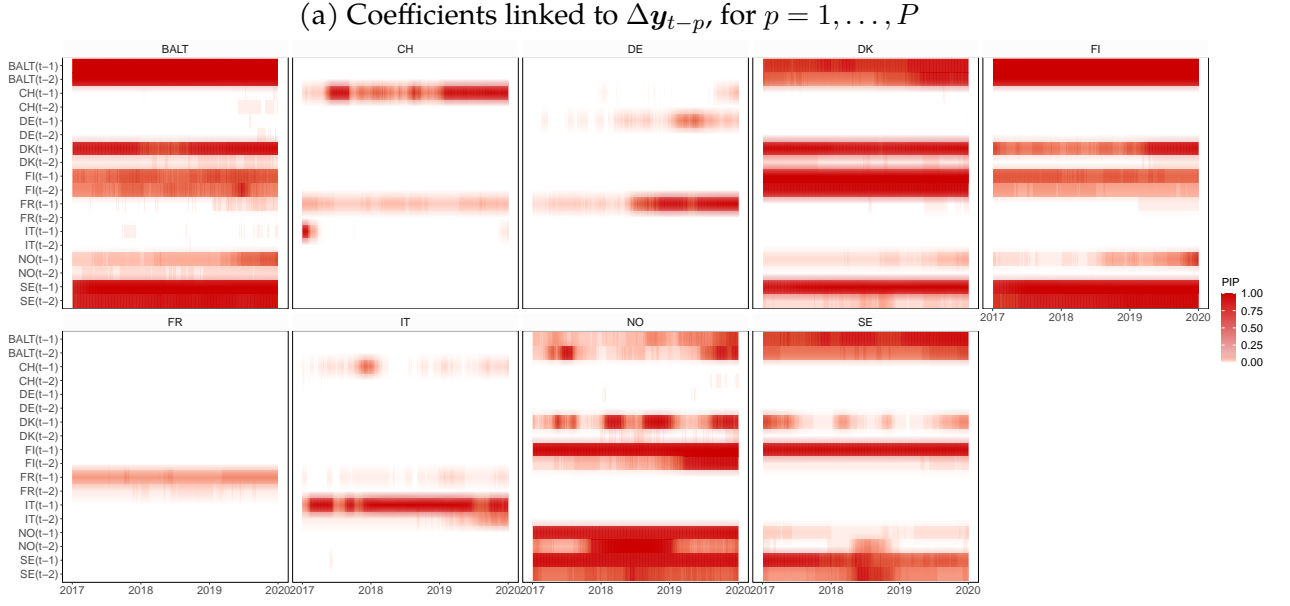 (a) Coefficients linked to Δy_{t−p}, for p = 1, . . . , P
BALT CH DE DK FI
BALT(t−1)
BALT(t−2)
CH(t−1)
CH(t−2)
DE(t−1)
DE(t−2)
DK(t−1)
DK(t−2)
FI(t−1)
FI(t−2)
FR(t−1)
FR(t−2)
IT(t−1)
IT(t−2)
NO(t−1)
NO(t−2)
SE(t−1)
SE(t−2)
2017 2018 2019 2020
PIP
1.00
0.75
0.50
0.25
0.00
FR IT NO SE
BALT(t−1)
BALT(t−2)
CH(t−1)
CH(t−2)
DE(t−1)
DE(t−2)
DK(t−1)
DK(t−2)
FI(t−1)
FI(t−2)
FR(t−1)
FR(t−2)
IT(t−1)
IT(t−2)
NO(t−1)
NO(t−2)
SE(t−1)
SE(t−2)
2017 2018 2019 2020 2017 2018 2019 2020 2017 2018 2019 2020 2017 2018 2019 2020